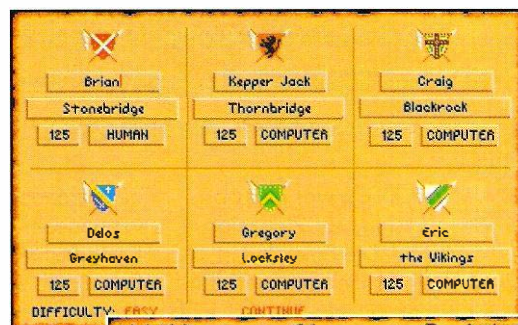 Brian Kepper Jack Craig
Stonebridge Thornbridge Blackrock
125 HUMAN 125 COMPUTER 125 COMPUTER
Delos Gregory Eric
Greyhaven Locksley the Vikings
125 COMPUTER 125 COMPUTER 125 COMPUTER
DIFFICULTY: EASY CONTINUE